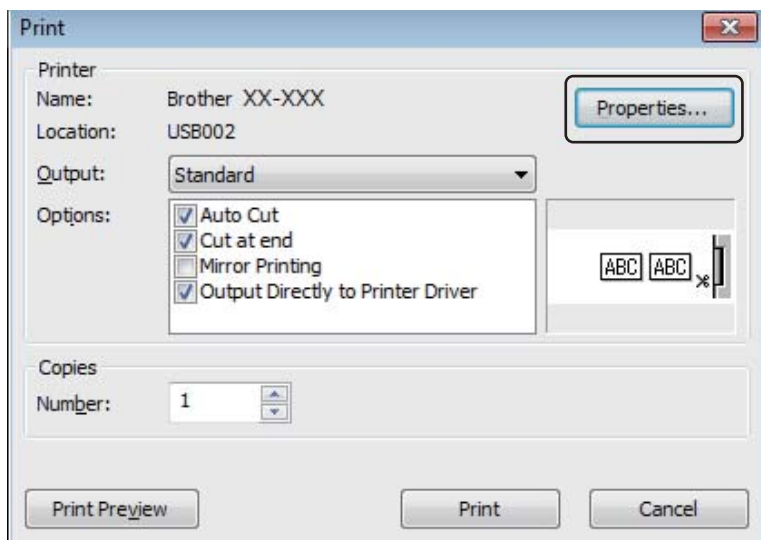 Print
Printer
Name: Brother XX-XXX
Properties...
Location: USB002
Output: Standard
Options: Auto Cut
Cut at end
Mirror Printing
Output Directly to Printer Driver
ABC ABC
Copies
Number: 1
Print Preview Print Cancel